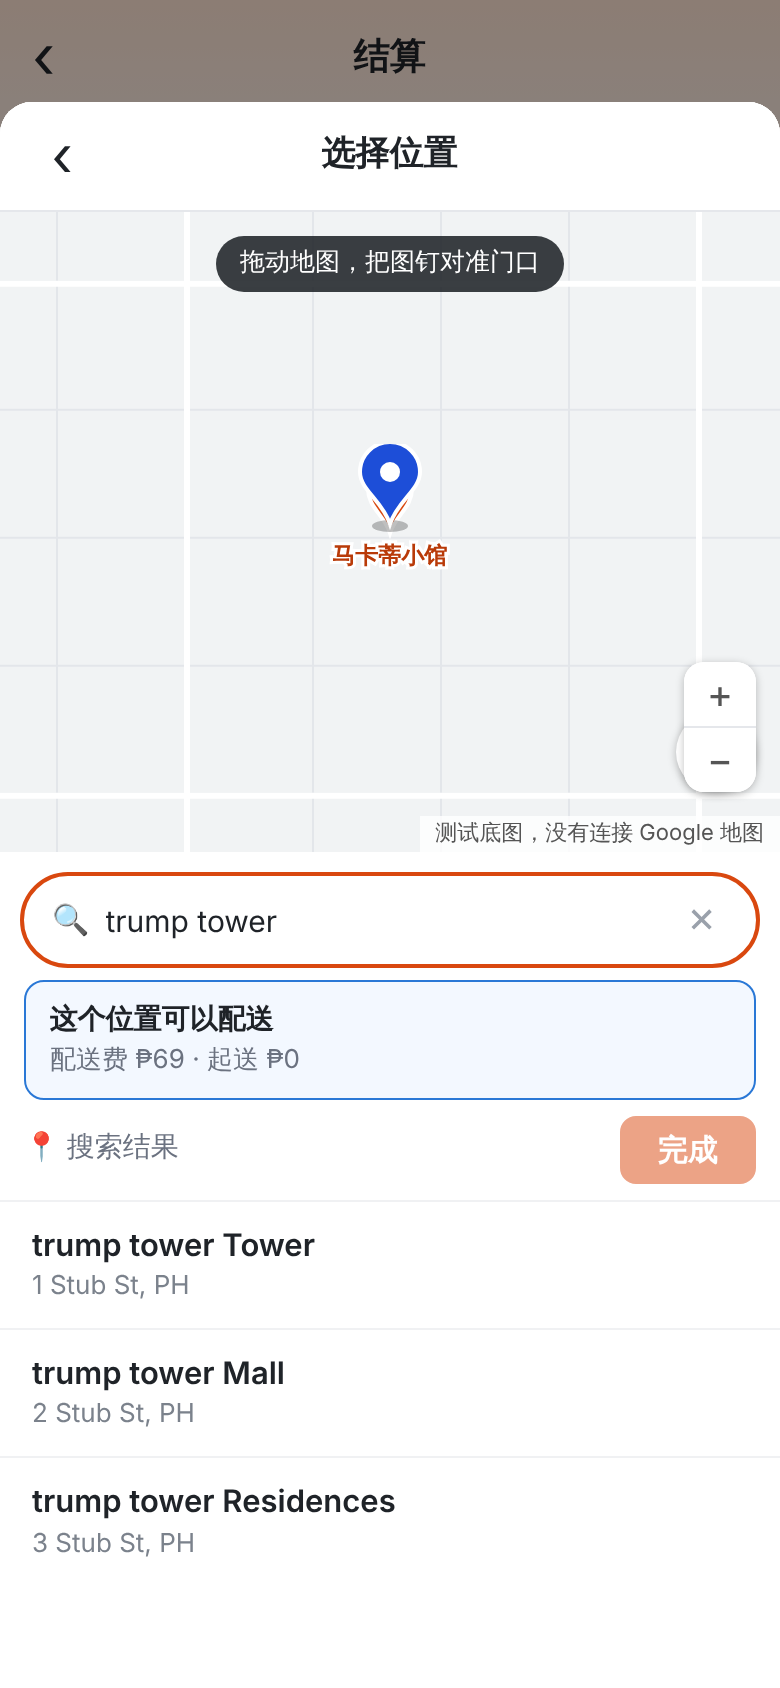 结算
选择位置
拖动地图，把图钉对准门口
马卡蒂小馆
+
−
测试底图，没有连接 Google 地图
trump tower
这个位置可以配送
配送费 ₱69 · 起送 ₱0
搜索结果
完成
trump tower Tower
1 Stub St, PH
trump tower Mall
2 Stub St, PH
trump tower Residences
3 Stub St, PH